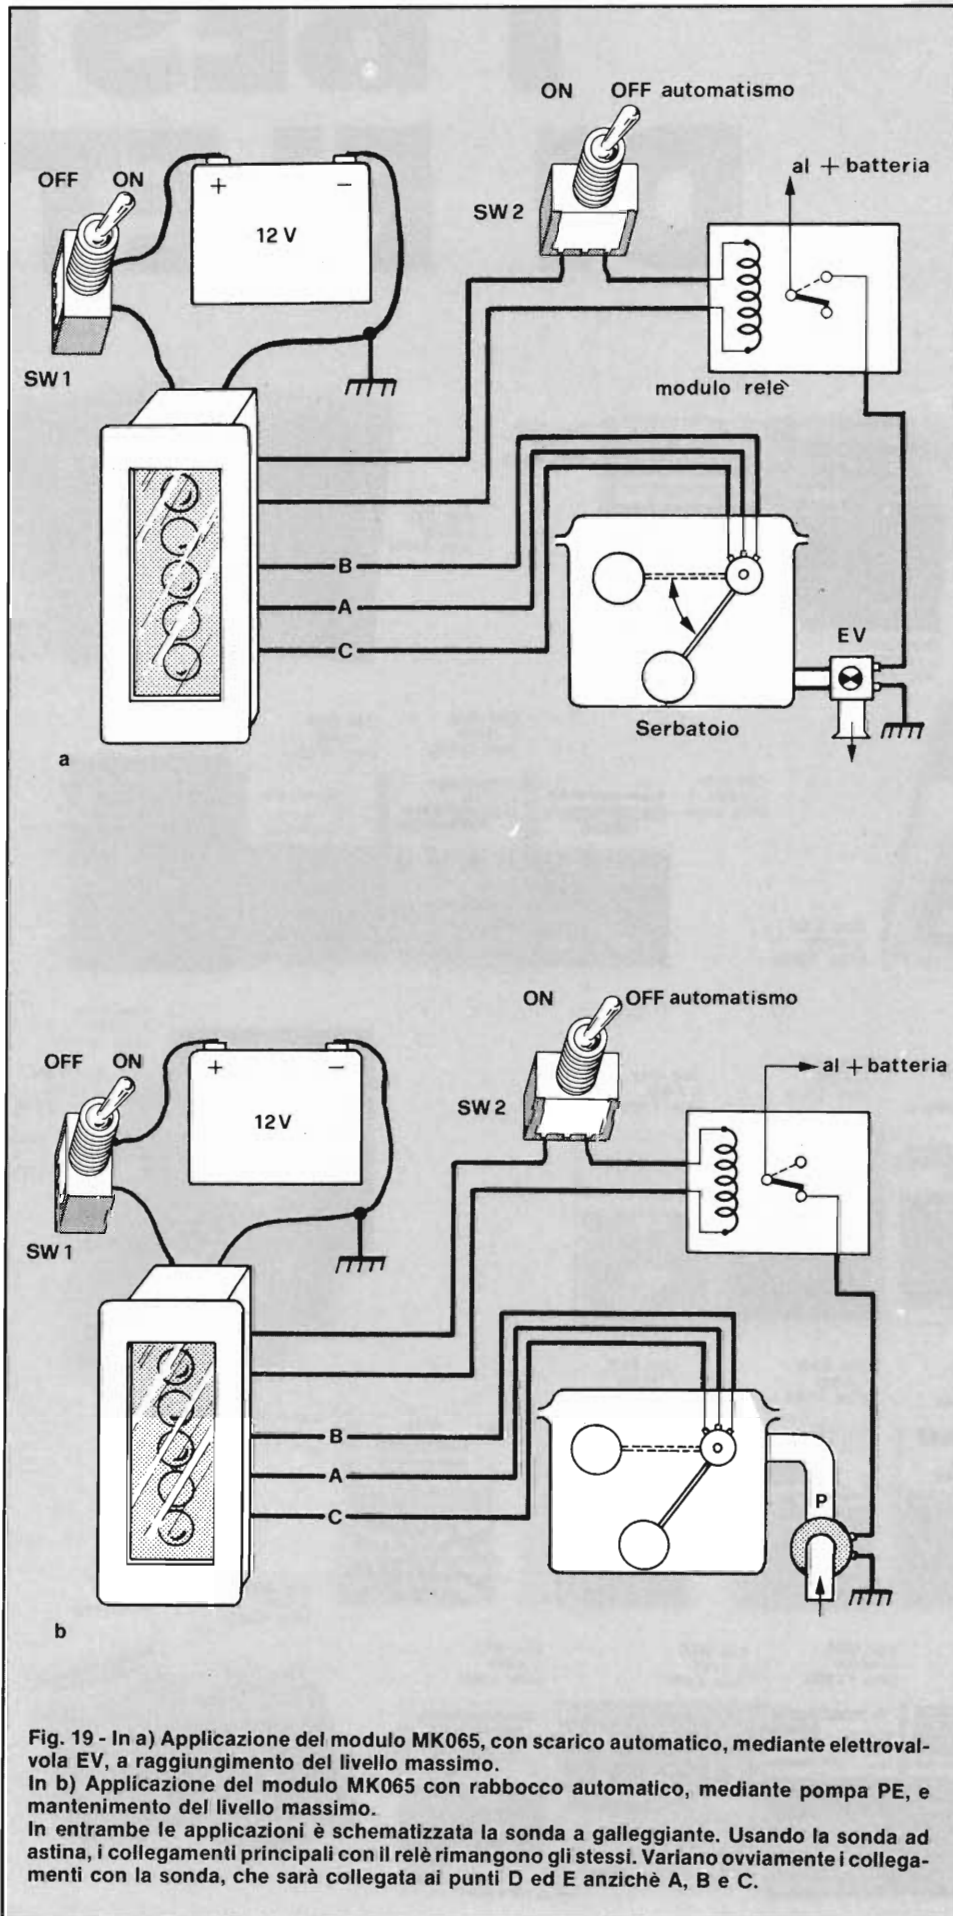 ON OFF automatismo
al + batteria
OFF ON
+ −
12 V
SW 2
SW 1
modulo relè
B
A
C
EV
Serbatoio
a
ON OFF automatismo
al + batteria
OFF ON
+ −
12 V
SW 2
SW 1
B
A
C
P
b
Fig. 19 - In a) Applicazione del modulo MK065, con scarico automatico, mediante elettroval-
vola EV, a raggiungimento del livello massimo.
In b) Applicazione del modulo MK065 con rabbocco automatico, mediante pompa PE, e
mantenimento del livello massimo.
In entrambe le applicazioni è schematizzata la sonda a galleggiante. Usando la sonda ad
astina, i collegamenti principali con il relè rimangono gli stessi. Variano ovviamente i collega-
menti con la sonda, che sarà collegata ai punti D ed E anzichè A, B e C.